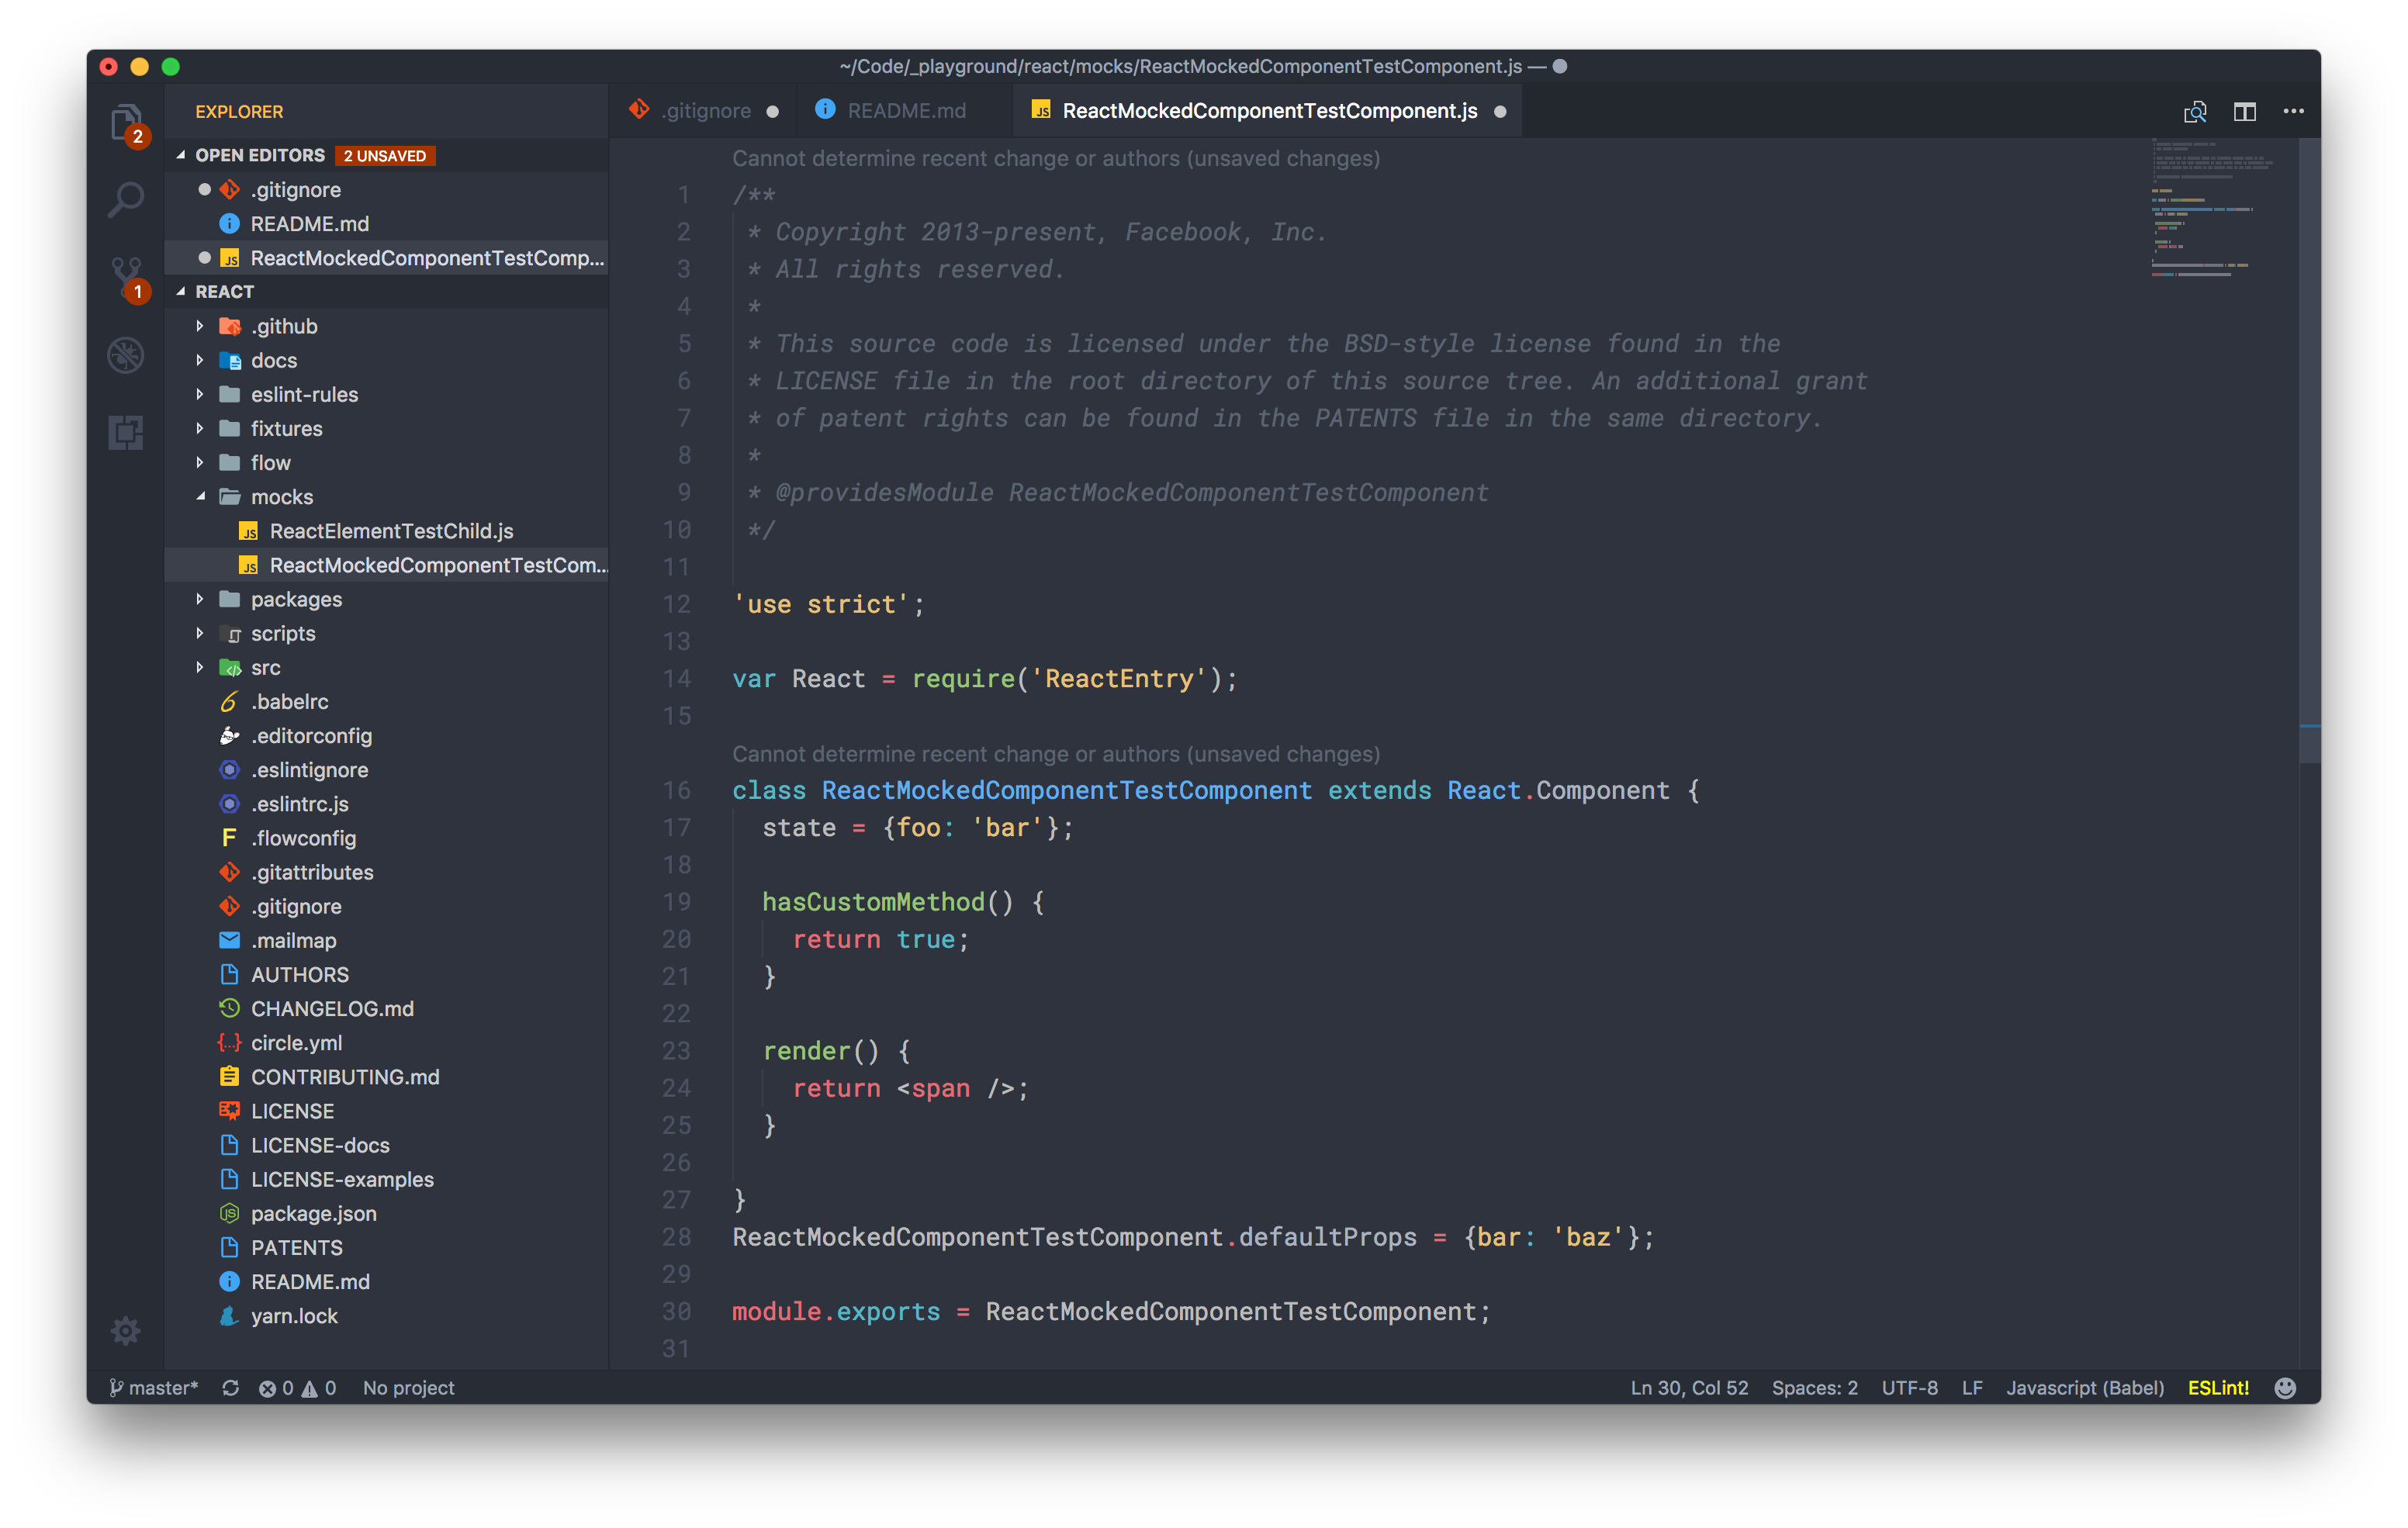 ~/Code/_playground/react/mocks/ReactMockedComponentTestComponent.js —
EXPLORER
2
1
OPEN EDITORS 2 UNSAVED
.gitignore
README.md
ReactMockedComponentTestComp...
REACT
.github
docs
eslint-rules
fixtures
flow
mocks
ReactElementTestChild.js
ReactMockedComponentTestCom...
packages
scripts
src
.babelrc
.editorconfig
.eslintignore
.eslintrc.js
.flowconfig
.gitattributes
.gitignore
.mailmap
AUTHORS
CHANGELOG.md
circle.yml
CONTRIBUTING.md
LICENSE
LICENSE-docs
LICENSE-examples
package.json
PATENTS
README.md
yarn.lock
.gitignore README.md JS ReactMockedComponentTestComponent.js
Cannot determine recent change or authors (unsaved changes)
1 /**
2  * Copyright 2013-present, Facebook, Inc.
3  * All rights reserved.
4  *
5  * This source code is licensed under the BSD-style license found in the
6  * LICENSE file in the root directory of this source tree. An additional grant
7  * of patent rights can be found in the PATENTS file in the same directory.
8  *
9  * @providesModule ReactMockedComponentTestComponent
10  */
11
12 'use strict';
13
14 var React = require('ReactEntry');
15
Cannot determine recent change or authors (unsaved changes)
16 class ReactMockedComponentTestComponent extends React.Component {
17   state = {foo: 'bar'};
18
19   hasCustomMethod() {
20     return true;
21   }
22
23   render() {
24     return <span />;
25   }
26
27 }
28 ReactMockedComponentTestComponent.defaultProps = {bar: 'baz'};
29
30 module.exports = ReactMockedComponentTestComponent;
31
master* 0 0 No project Ln 30, Col 52 Spaces: 2 UTF-8 LF Javascript (Babel) ESLint!